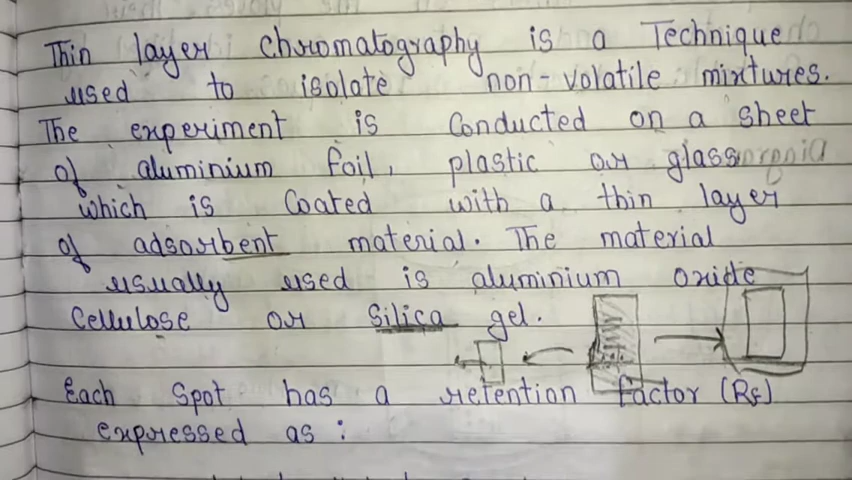 Thin layer Chromatography is a Technique
used to isolate non-volatile mixtures.
The experiment is Conducted on a sheet
of aluminium foil, plastic or glass
which is Coated with a thin layer
of adsorbent material. The material
usually used is aluminium oxide
Cellulose or Silica gel.
Each Spot has a retention factor (Rf)
expressed as :